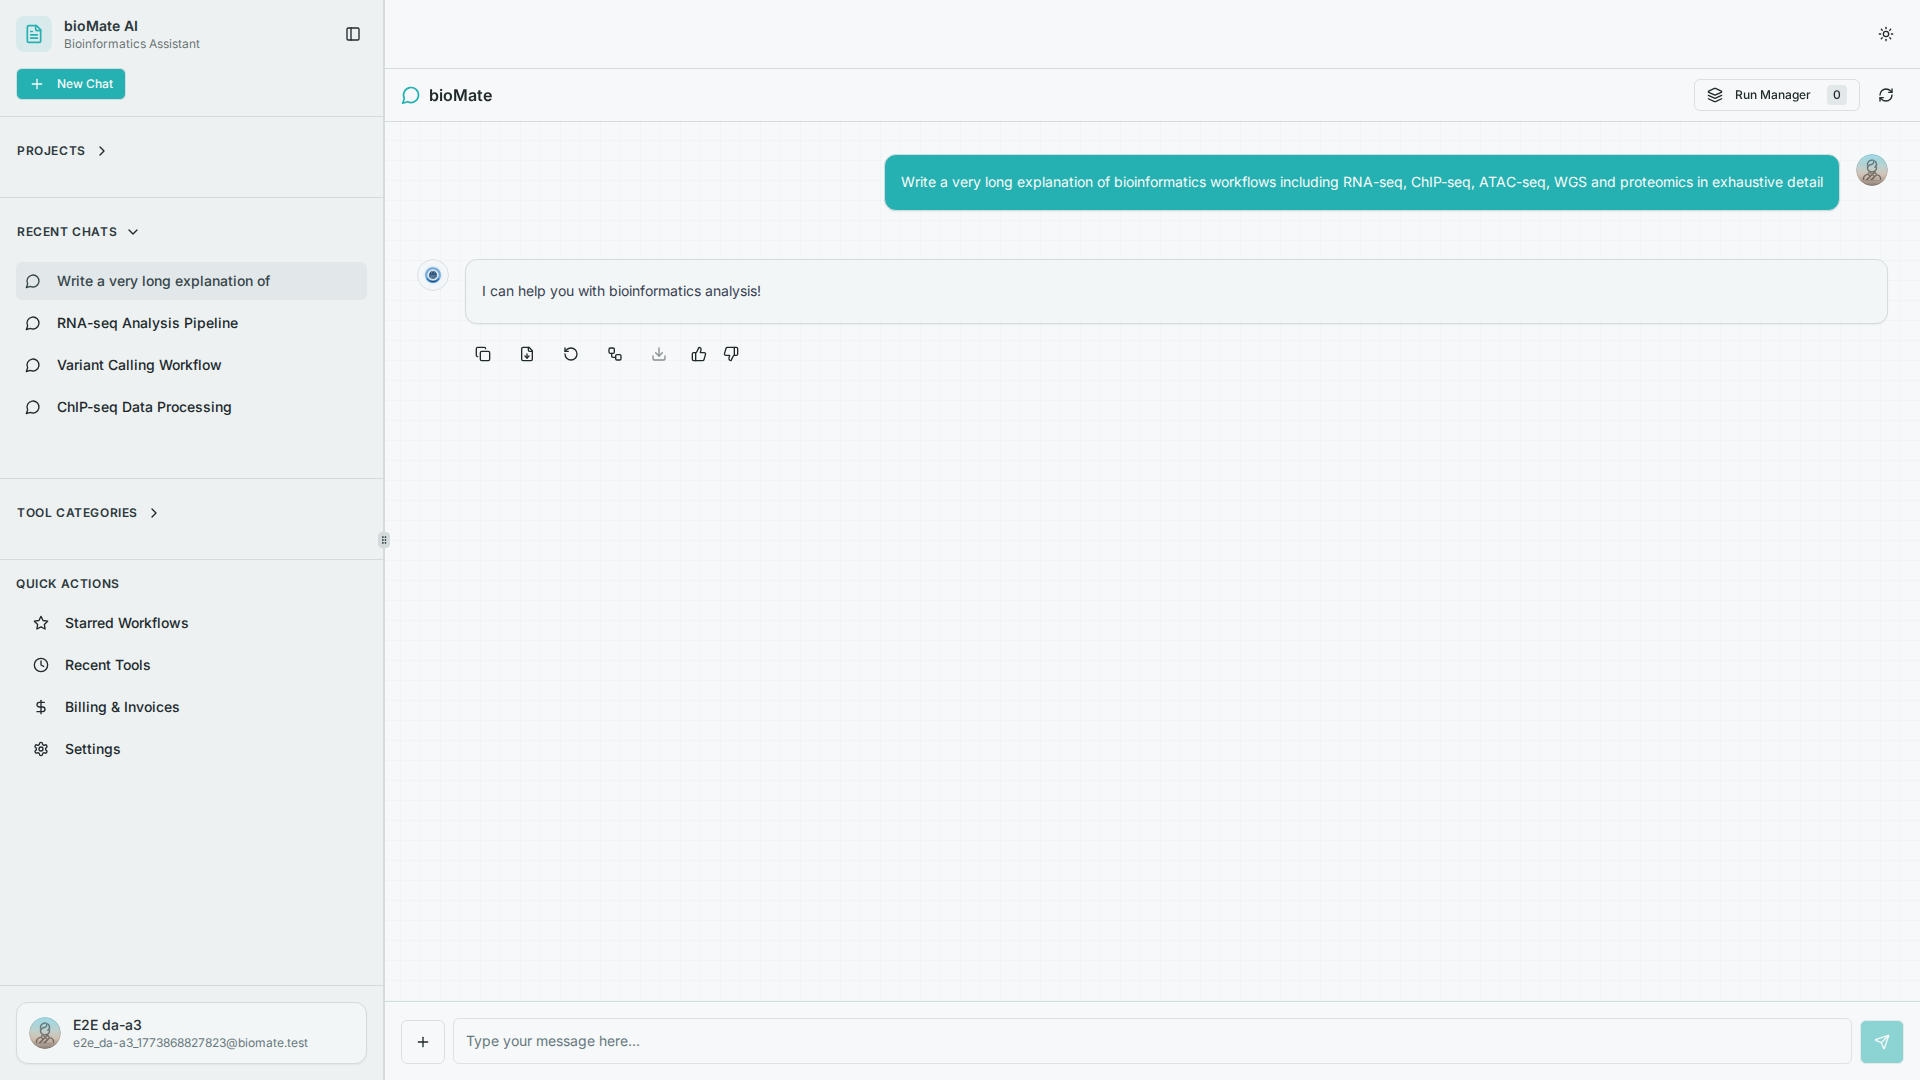 bioMate AI
Bioinformatics Assistant
New Chat
PROJECTS
RECENT CHATS
Write a very long explanation of
RNA-seq Analysis Pipeline
Variant Calling Workflow
ChIP-seq Data Processing
TOOL CATEGORIES
QUICK ACTIONS
Starred Workflows
Recent Tools
Billing & Invoices
Settings
E2E da-a3
e2e_da-a3_1773868827823@biomate.test
bioMate
Run Manager 0
Write a very long explanation of bioinformatics workflows including RNA-seq, ChIP-seq, ATAC-seq, WGS and proteomics in exhaustive detail
I can help you with bioinformatics analysis!
Type your message here...